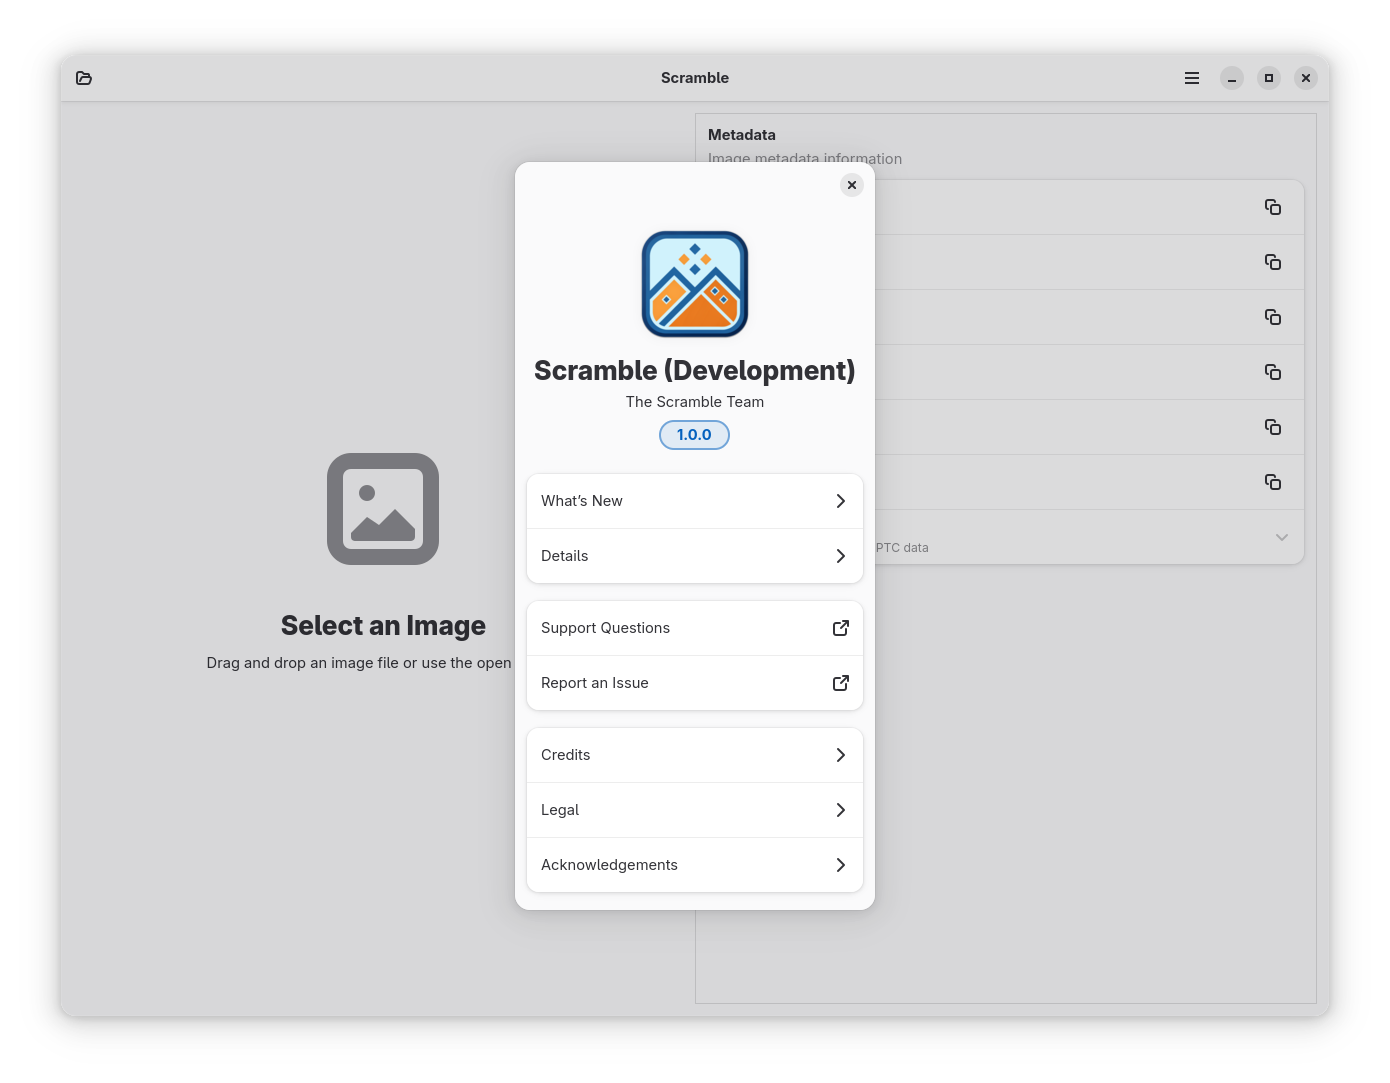 Scramble
Metadata
Image metadata information
Select an Image
Drag and drop an image file or use the open
PTC data
Scramble (Development)
The Scramble Team
1.0.0
What’s New
Details
Support Questions
Report an Issue
Credits
Legal
Acknowledgements